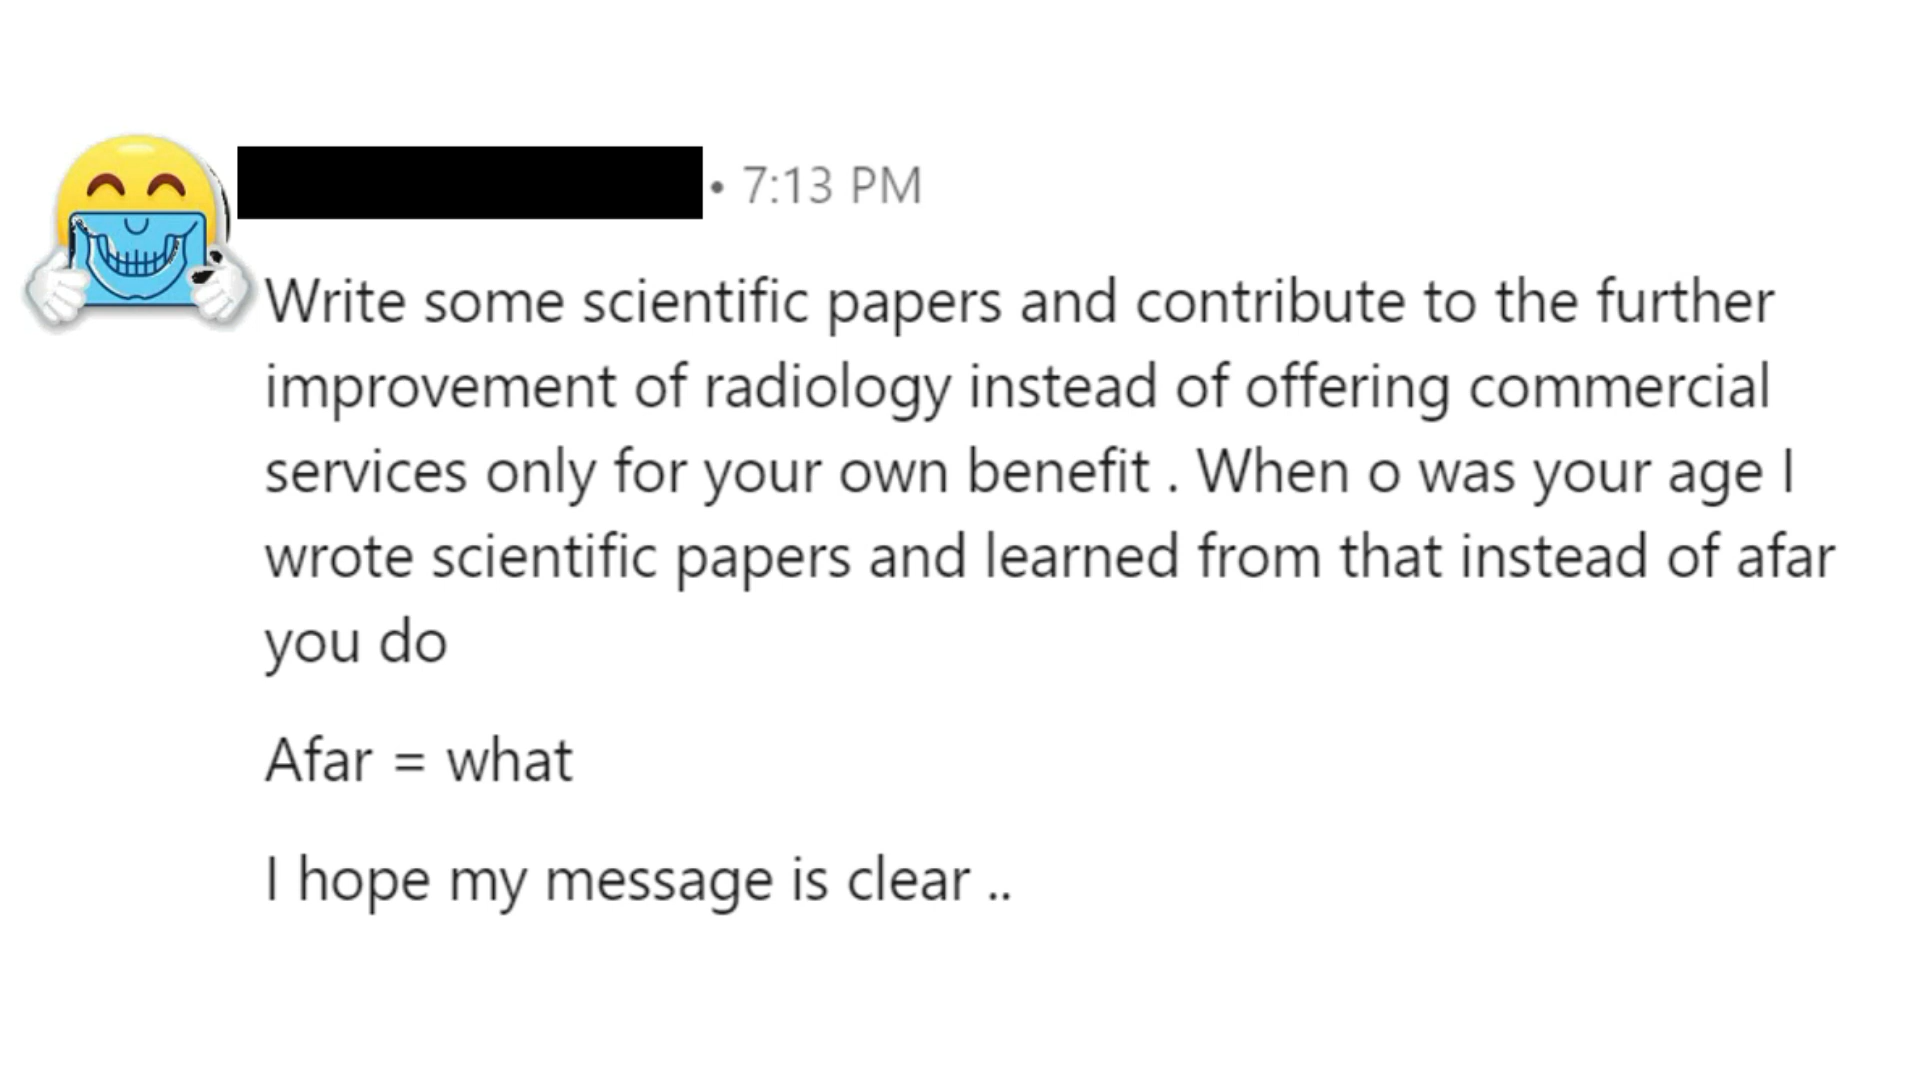 • 7:13 PM
Write some scientific papers and contribute to the further
improvement of radiology instead of offering commercial
services only for your own benefit . When o was your age I
wrote scientific papers and learned from that instead of afar
you do
Afar = what
I hope my message is clear ..